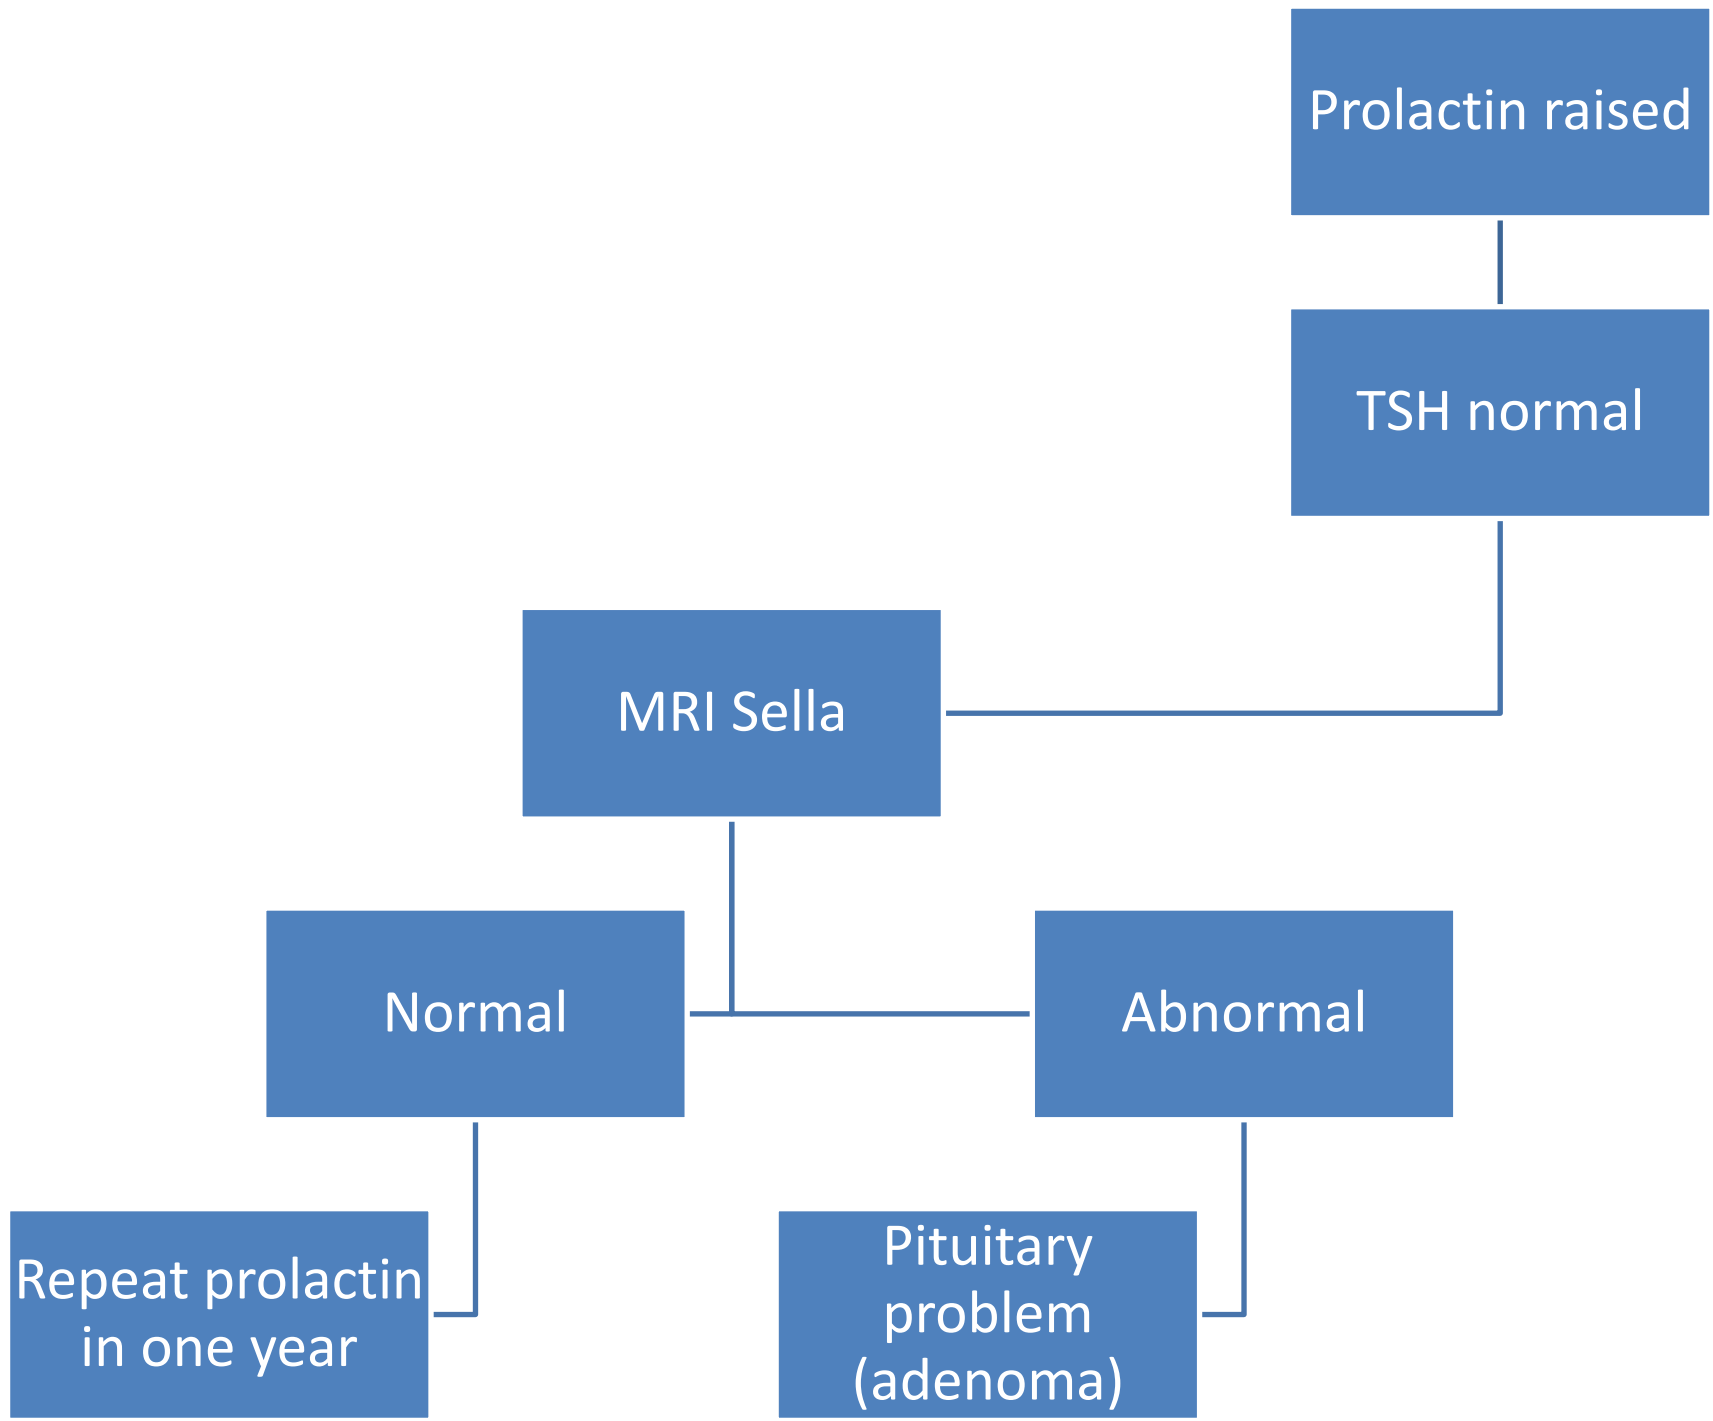 Prolactin raised
TSH normal
MRI Sella
Normal
Abnormal
Repeat prolactin
in one year
Pituitary
problem
(adenoma)